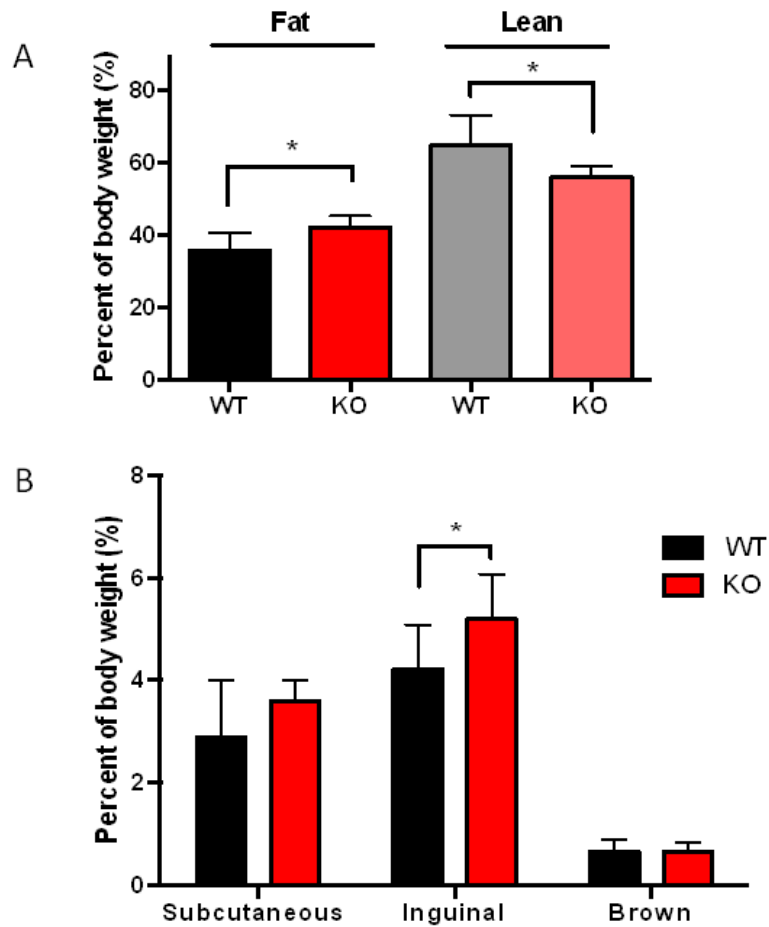 A
Fat Lean
Percent of body weight (%)
80
60
40
20
0
*
*
WT KO WT KO
B
Percent of body weight (%)
8
6
4
2
0
*
WT
KO
Subcutaneous Inguinal Brown